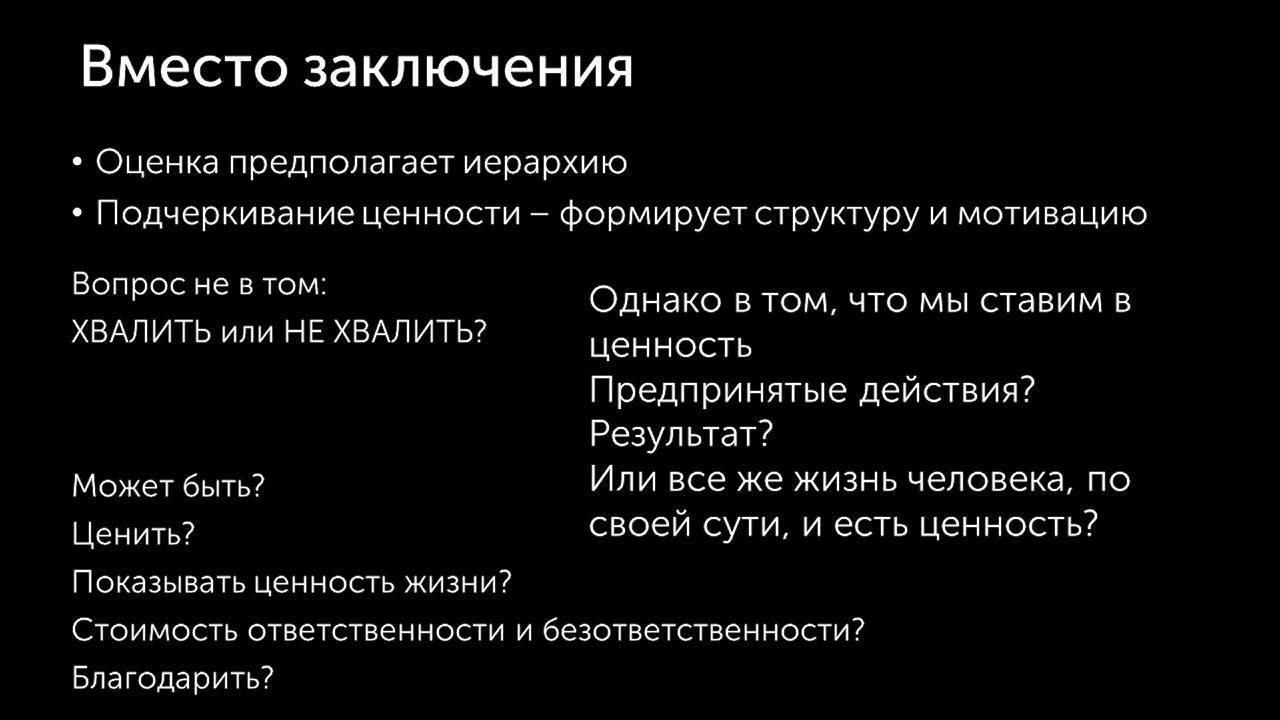 Вместо заключения
• Оценка предполагает иерархию
• Подчеркивание ценности – формирует структуру и мотивацию
Вопрос не в том:
ХВАЛИТЬ или НЕ ХВАЛИТЬ?
Однако в том, что мы ставим в
ценность
Предпринятые действия?
Результат?
Или все же жизнь человека, по
своей сути, и есть ценность?
Может быть?
Ценить?
Показывать ценность жизни?
Стоимость ответственности и безответственности?
Благодарить?